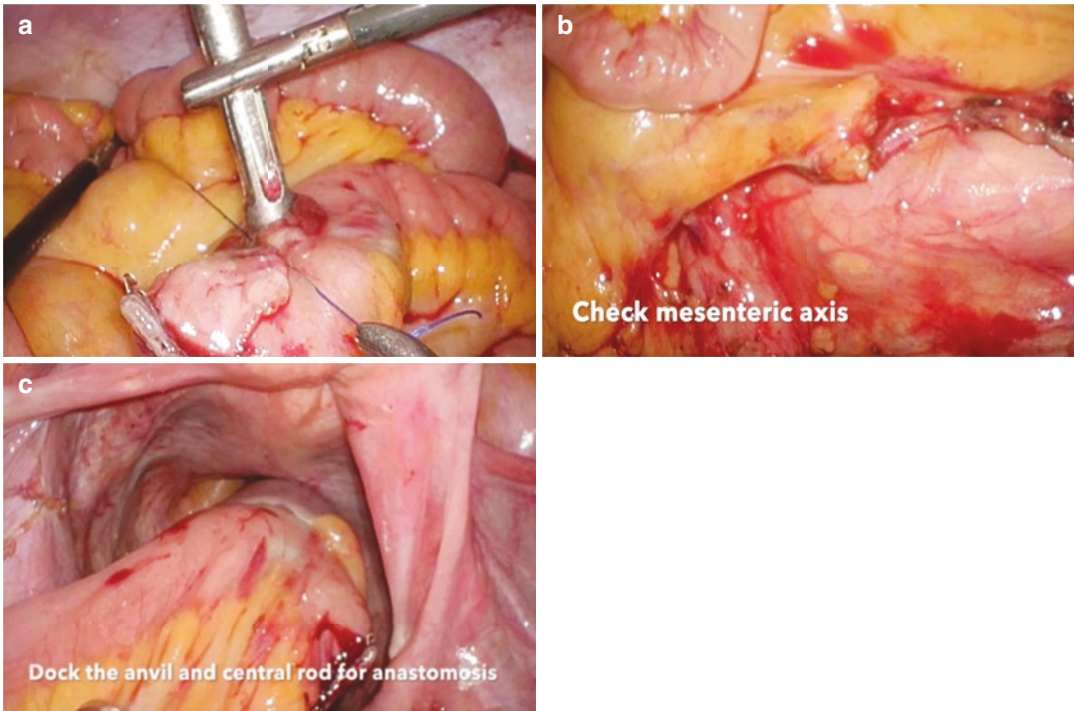 a
b
Check mesenteric axis
c
Dock the anvil and central rod for anastomosis